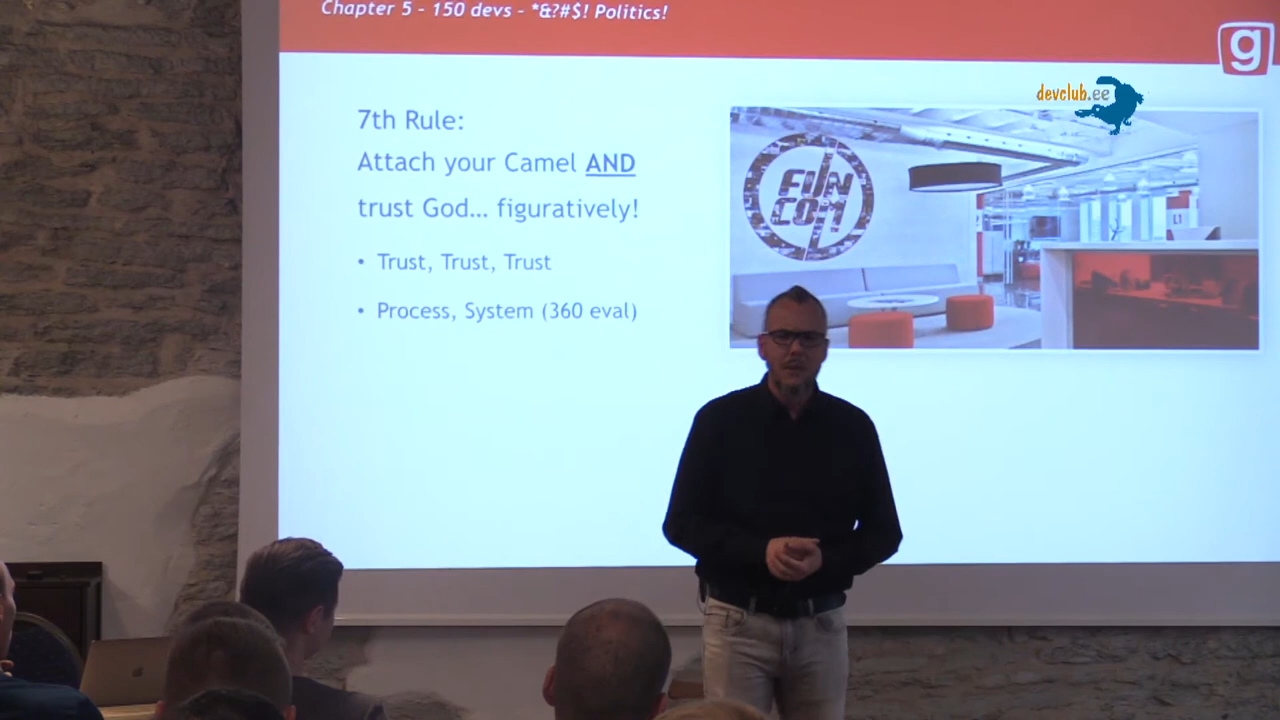 Chapter 5 - 150 devs - *&?#$! Politics!
g
devclub.ee
7th Rule:
Attach your Camel AND
trust God... figuratively!
• Trust, Trust, Trust
• Process, System (360 eval)
FUN
COM
L1